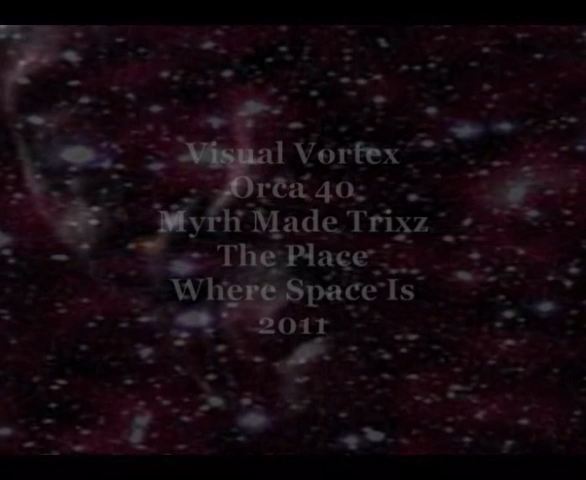 Visual Vortex
Orca 40
Myrh Made Trixz
The Place
Where Space Is
2011